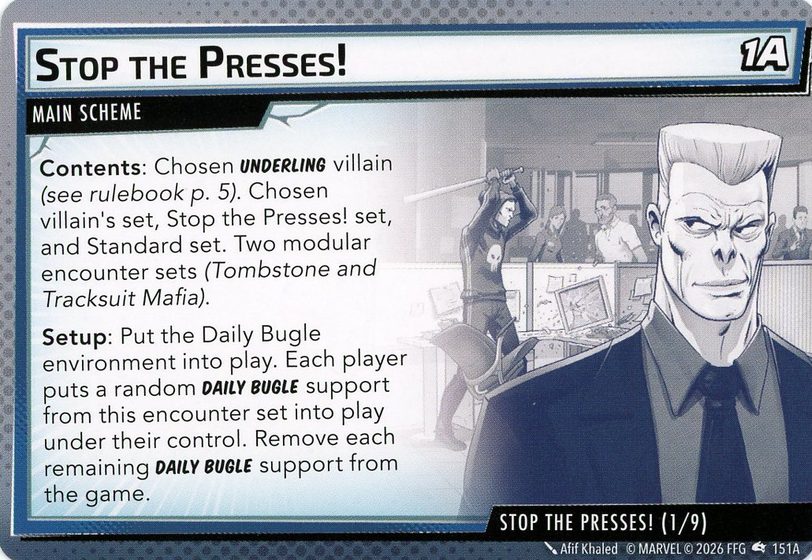 STOP THE PRESSES!
1A
MAIN SCHEME
Contents: Chosen UNDERLING villain
(see rulebook p. 5). Chosen
villain's set, Stop the Presses! set,
and Standard set. Two modular
encounter sets (Tombstone and
Tracksuit Mafia).
Setup: Put the Daily Bugle
environment into play. Each player
puts a random DAILY BUGLE support
from this encounter set into play
under their control. Remove each
remaining DAILY BUGLE support from
the game.
STOP THE PRESSES! (1/9)
Afif Khaled © MARVEL © 2026 FFG 151A